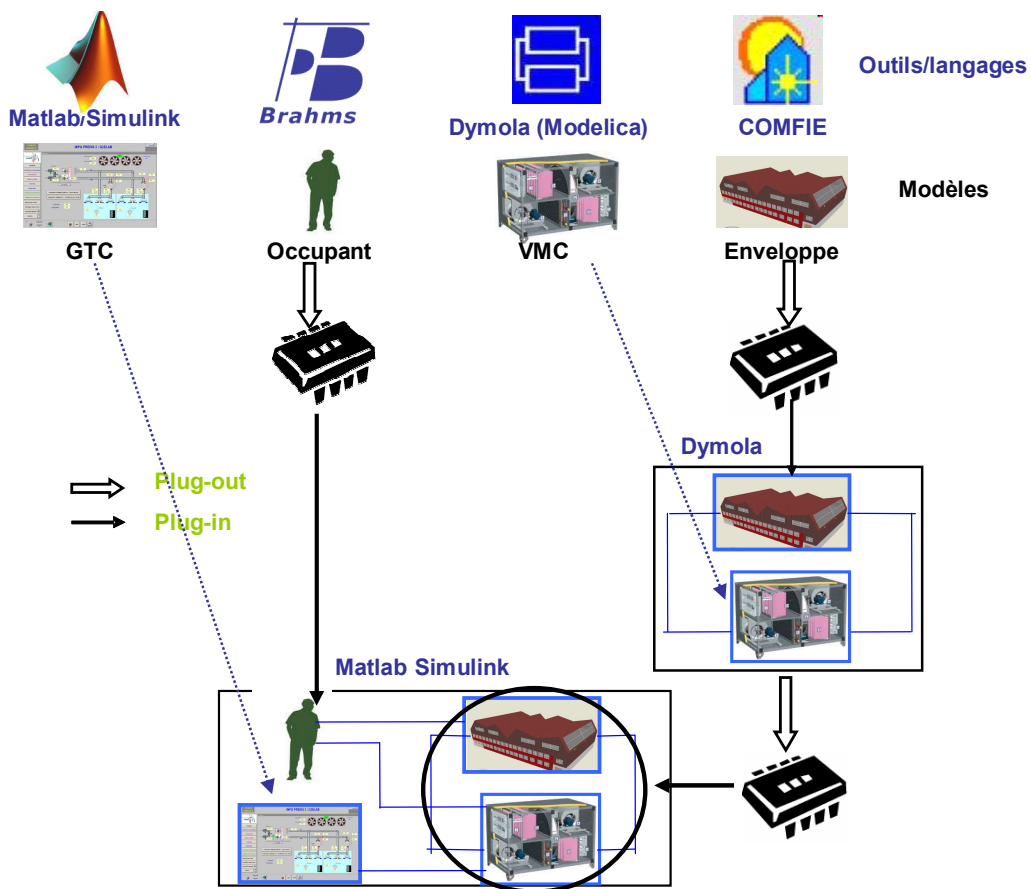 Outils/langages
Matlab/Simulink
Brahms
Dymola (Modelica)
COMFIE
Modèles
GTC
Occupant
VMC
Enveloppe
Dymola
Plug-out
Plug-in
Matlab Simulink